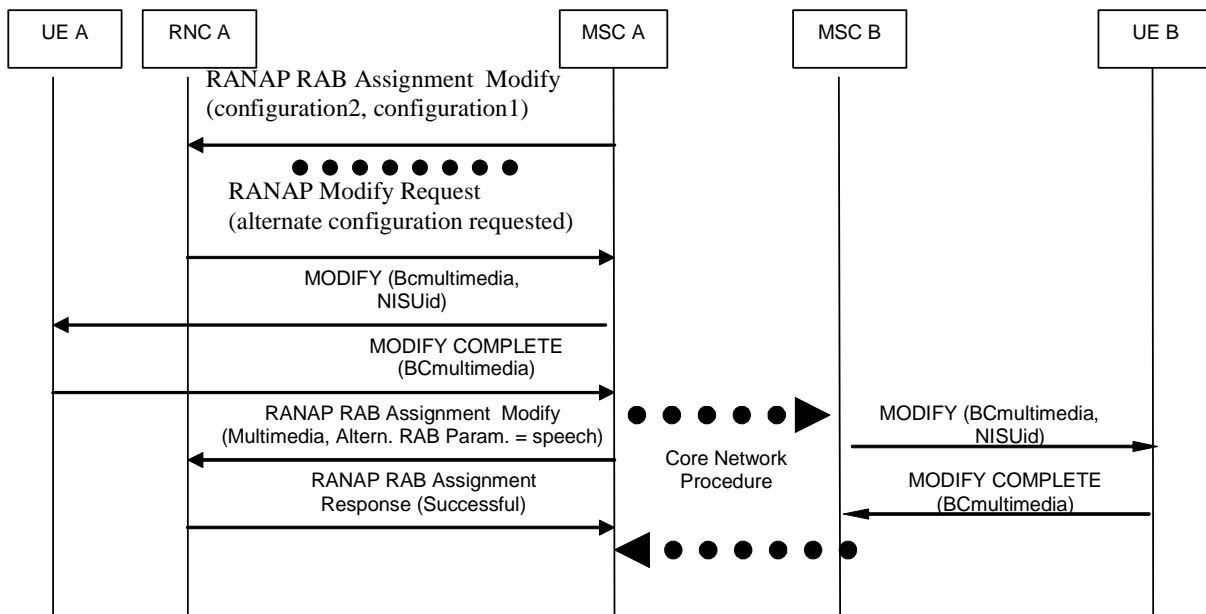 UE A
RNC A
MSC A
MSC B
UE B
RANAP RAB Assignment  Modify
(configuration2, configuration1)
RANAP Modify Request
(alternate configuration requested)
MODIFY (Bcmultimedia,
NISUid)
MODIFY COMPLETE
(BCmultimedia)
RANAP RAB Assignment  Modify
(Multimedia, Altern. RAB Param. = speech)
RANAP RAB Assignment
Response (Successful)
Core Network
Procedure
MODIFY (BCmultimedia,
NISUid)
MODIFY COMPLETE
(BCmultimedia)